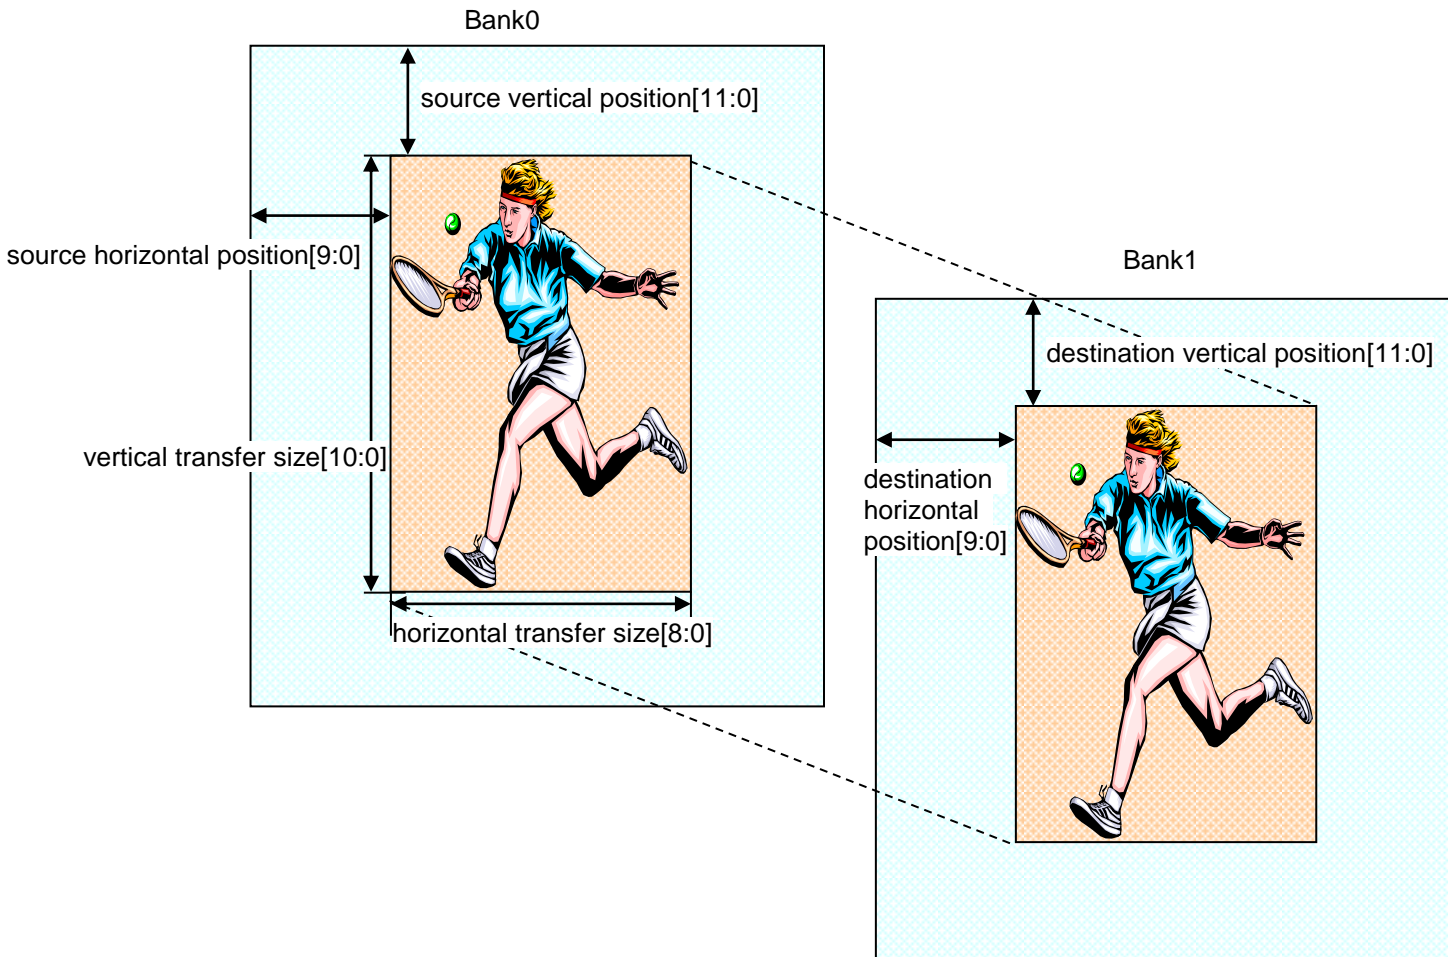 Bank0
source vertical position[11:0]
source horizontal position[9:0]
vertical transfer size[10:0]
horizontal transfer size[8:0]
Bank1
destination vertical position[11:0]
destination
horizontal
position[9:0]